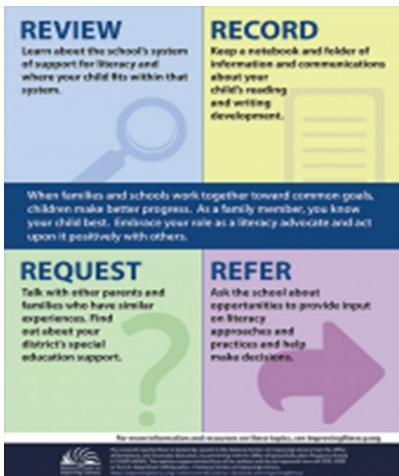 REVIEW
Learn about the school's system
of support for literacy and
where your child fits within that
system.
RECORD
Keep a notebook and folder of
information and communications
about your
child's reading
and writing
development.
When families and schools work together toward common goals,
children make better progress. As a family member, you know
your child best. Embrace your role as a literacy advocate and act
upon it positively with others.
REQUEST
Talk with other parents and
families who have similar
experiences. Find
out about your
district's special
education support.
REFER
Ask the school about
opportunities to provide input
on literacy
approaches and
practices and help
make decisions.
For more information and resources on these topics, see improvingliteracy.org